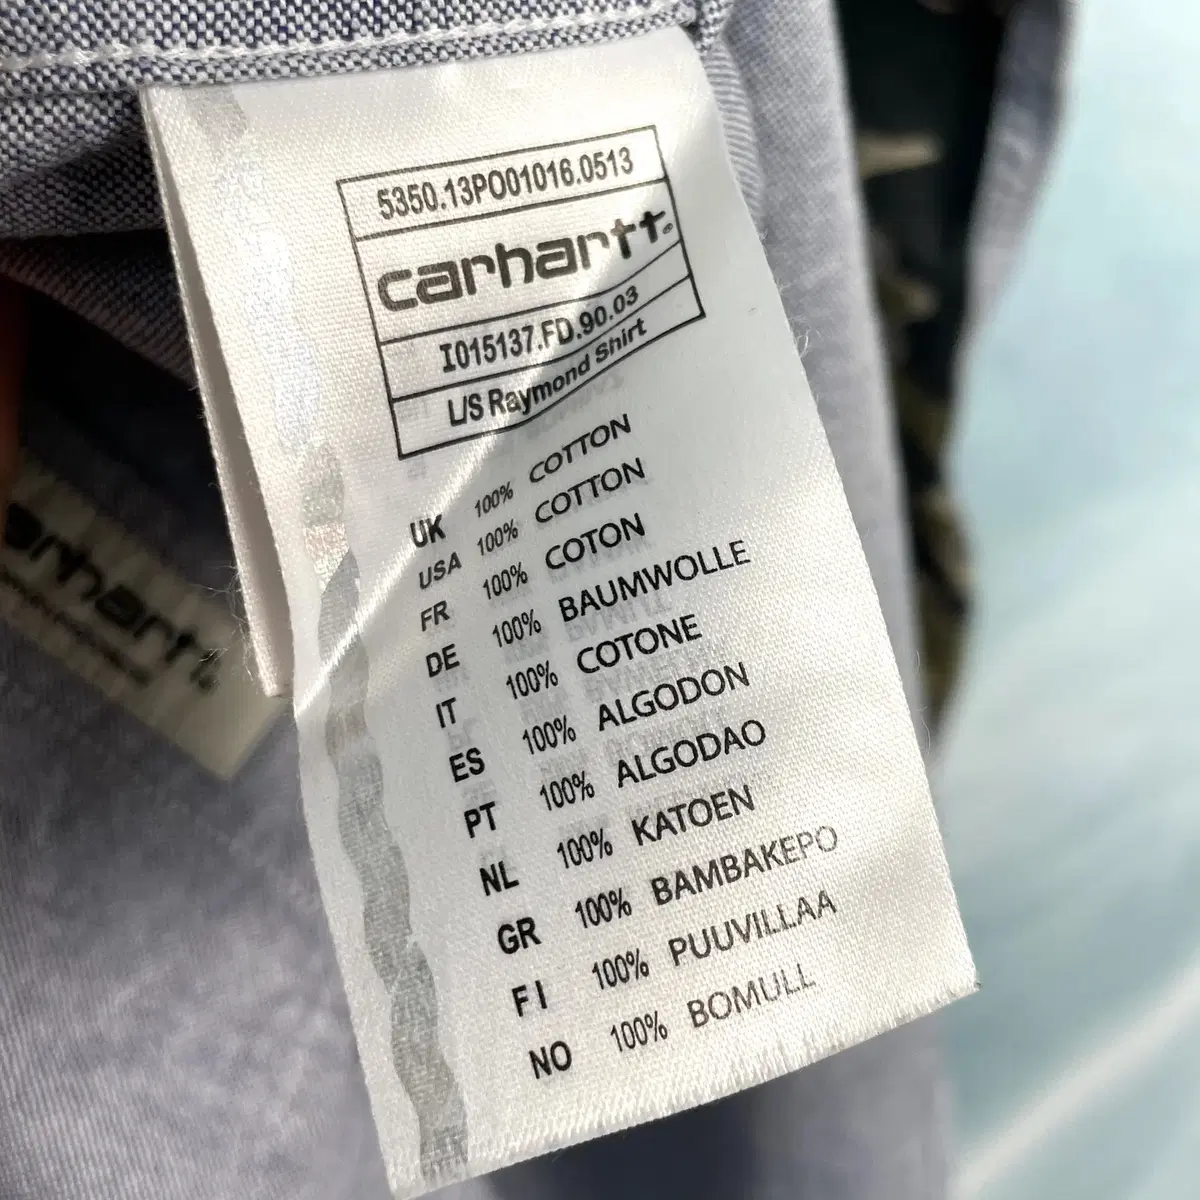 5350.13PO01016.0513
carhartt®
I015137.FD.90.03
L/S Raymond Shirt
UK 100% COTTON
USA 100% COTTON
FR 100% COTON
DE 100% BAUMWOLLE
IT 100% COTONE
ES 100% ALGODON
PT 100% ALGODAO
NL 100% KATOEN
GR 100% BAMBAKEPO
FI 100% PUUVILLAA
NO 100% BOMULL
arhartt